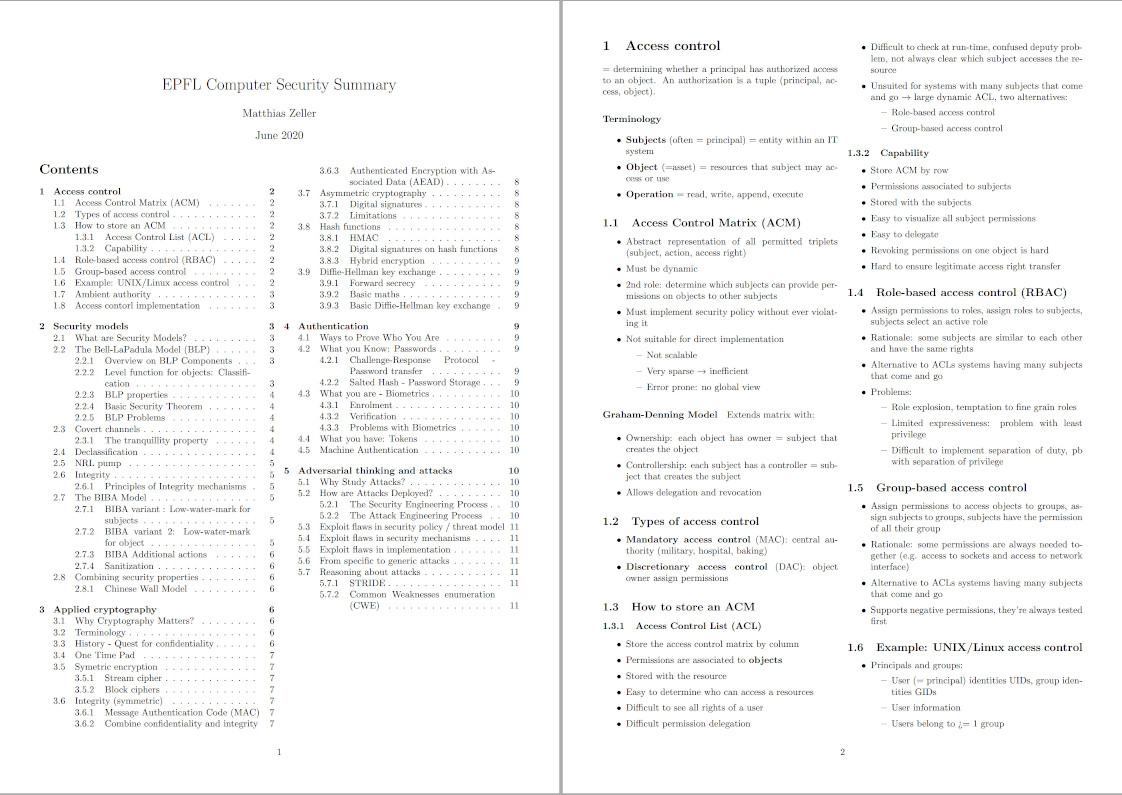 EPFL Computer Security Summary
Matthias Zeller
June 2020
Contents
1 Access control 2
1.1 Access Control Matrix (ACM) . . . . . . . 2
1.2 Types of access control . . . . . . . . . . . . 2
1.3 How to store an ACM . . . . . . . . . . . . 2
1.3.1 Access Control List (ACL) . . . . . 2
1.3.2 Capability . . . . . . . . . . . . . . . 2
1.4 Role-based access control (RBAC) . . . . . 2
1.5 Group-based access control . . . . . . . . . 2
1.6 Example: UNIX/Linux access control . . . 2
1.7 Ambient authority . . . . . . . . . . . . . . 3
1.8 Access contorl implementation . . . . . . . 3
2 Security models 3
2.1 What are Security Models? . . . . . . . . . . 3
2.2 The Bell-LaPadula Model (BLP) . . . . . . 3
2.2.1 Overview on BLP Components . . . 3
2.2.2 Level function for objects: Classifi-
cation . . . . . . . . . . . . . . . . . 3
2.2.3 BLP properties . . . . . . . . . . . . 4
2.2.4 Basic Security Theorem . . . . . . . 4
2.2.5 BLP Problems . . . . . . . . . . . . 4
2.3 Covert channels . . . . . . . . . . . . . . . . 4
2.3.1 The tranquillity property . . . . . . 4
2.4 Declassification . . . . . . . . . . . . . . . . 4
2.5 NRL pump . . . . . . . . . . . . . . . . . . 5
2.6 Integrity . . . . . . . . . . . . . . . . . . . . 5
2.6.1 Principles of Integrity mechanisms . 5
2.7 The BIBA Model . . . . . . . . . . . . . . . 5
2.7.1 BIBA variant : Low-water-mark for
subjects . . . . . . . . . . . . . . . . 5
2.7.2 BIBA variant 2: Low-water-mark
for object . . . . . . . . . . . . . . . 5
2.7.3 BIBA Additional actions . . . . . . 6
2.7.4 Sanitization . . . . . . . . . . . . . . 6
2.8 Combining security properties . . . . . . . . 6
2.8.1 Chinese Wall Model . . . . . . . . . 6
3 Applied cryptography 6
3.1 Why Cryptography Matters? . . . . . . . . 6
3.2 Terminology . . . . . . . . . . . . . . . . . . 6
3.3 History - Quest for confidentiality . . . . . . 6
3.4 One Time Pad . . . . . . . . . . . . . . . . 7
3.5 Symetric encryption . . . . . . . . . . . . . 7
3.5.1 Stream cipher . . . . . . . . . . . . . 7
3.5.2 Block ciphers . . . . . . . . . . . . . 7
3.6 Integrity (symmetric) . . . . . . . . . . . . 7
3.6.1 Message Authentication Code (MAC) 7
3.6.2 Combine confidentiality and integrity 7
3.6.3 Authenticated Encryption with As-
sociated Data (AEAD) . . . . . . . . 8
3.7 Asymmetric cryptography . . . . . . . . . . 8
3.7.1 Digital signatures . . . . . . . . . . . 8
3.7.2 Limitations . . . . . . . . . . . . . . 8
3.8 Hash functions . . . . . . . . . . . . . . . . 8
3.8.1 HMAC . . . . . . . . . . . . . . . . 8
3.8.2 Digital signatures on hash functions 8
3.8.3 Hybrid encryption . . . . . . . . . . 9
3.9 Diffie-Hellman key exchange . . . . . . . . . 9
3.9.1 Forward secrecy . . . . . . . . . . . 9
3.9.2 Basic maths . . . . . . . . . . . . . . 9
3.9.3 Basic Diffie-Hellman key exchange . 9
4 Authentication 9
4.1 Ways to Prove Who You Are . . . . . . . . 9
4.2 What you Know: Passwords . . . . . . . . . 9
4.2.1 Challenge-Response Protocol -
Password transfer . . . . . . . . . . 9
4.2.2 Salted Hash - Password Storage . . . 9
4.3 What you are - Biometrics . . . . . . . . . . 10
4.3.1 Enrolment . . . . . . . . . . . . . . . 10
4.3.2 Verification . . . . . . . . . . . . . . 10
4.3.3 Problems with Biometrics . . . . . . 10
4.4 What you have: Tokens . . . . . . . . . . . 10
4.5 Machine Authentication . . . . . . . . . . . 10
5 Adversarial thinking and attacks 10
5.1 Why Study Attacks? . . . . . . . . . . . . . 10
5.2 How are Attacks Deployed? . . . . . . . . . 10
5.2.1 The Security Engineering Process . . 10
5.2.2 The Attack Engineering Process . . 10
5.3 Exploit flaws in security policy / threat model 11
5.4 Exploit flaws in security mechanisms . . . . 11
5.5 Exploit flaws in implementation . . . . . . . 11
5.6 From specific to generic attacks . . . . . . . 11
5.7 Reasoning about attacks . . . . . . . . . . . 11
5.7.1 STRIDE . . . . . . . . . . . . . . . . 11
5.7.2 Common Weaknesses enumeration
(CWE) . . . . . . . . . . . . . . . . 11
1
1 Access control
= determining whether a principal has authorized access
to an object. An authorization is a tuple (principal, ac-
cess, object).
Terminology
• Subjects (often = principal) = entity within an IT
system
• Object (=asset) = resources that subject may ac-
cess or use
• Operation = read, write, append, execute
1.1 Access Control Matrix (ACM)
• Abstract representation of all permitted triplets
(subject, action, access right)
• Must be dynamic
• 2nd role: determine which subjects can provide per-
missions on objects to other subjects
• Must implement security policy without ever violat-
ing it
• Not suitable for direct implementation
– Not scalable
– Very sparse → inefficient
– Error prone: no global view
Graham-Denning Model Extends matrix with:
• Ownership: each object has owner = subject that
creates the object
• Controllership: each subject has a controller = sub-
ject that creates the subject
• Allows delegation and revocation
1.2 Types of access control
• Mandatory access control (MAC): central au-
thority (military, hospital, baking)
• Discretionary access control (DAC): object
owner assign permissions
1.3 How to store an ACM
1.3.1 Access Control List (ACL)
• Store the access control matrix by column
• Permissions are associated to objects
• Stored with the resource
• Easy to determine who can access a resources
• Difficult to see all rights of a user
• Difficult permission delegation
• Difficult to check at run-time, confused deputy prob-
lem, not always clear which subject accesses the re-
source
• Unsuited for systems with many subjects that come
and go → large dynamic ACL, two alternatives:
– Role-based access control
– Group-based access control
1.3.2 Capability
• Store ACM by row
• Permissions associated to subjects
• Stored with the subjects
• Easy to visualize all subject permissions
• Easy to delegate
• Revoking permissions on one object is hard
• Hard to ensure legitimate access right transfer
1.4 Role-based access control (RBAC)
• Assign permissions to roles, assign roles to subjects,
subjects select an active role
• Rationale: some subjects are similar to each other
and have the same rights
• Alternative to ACLs systems having many subjects
that come and go
• Problems:
– Role explosion, temptation to fine grain roles
– Limited expressiveness: problem with least
privilege
– Difficult to implement separation of duty, pb
with separation of privilege
1.5 Group-based access control
• Assign permissions to access objects to groups, as-
sign subjects to groups, subjects have the permission
of all their group
• Rationale: some permissions are always needed to-
gether (e.g. access to sockets and access to network
interface)
• Alternative to ACLs systems having many subjects
that come and go
• Supports negative permissions, they're always tested
first
1.6 Example: UNIX/Linux access control
• Principals and groups:
– User (= principal) identities UIDs, group iden-
tities GIDs
– User information
– Users belong to ¿= 1 group
2